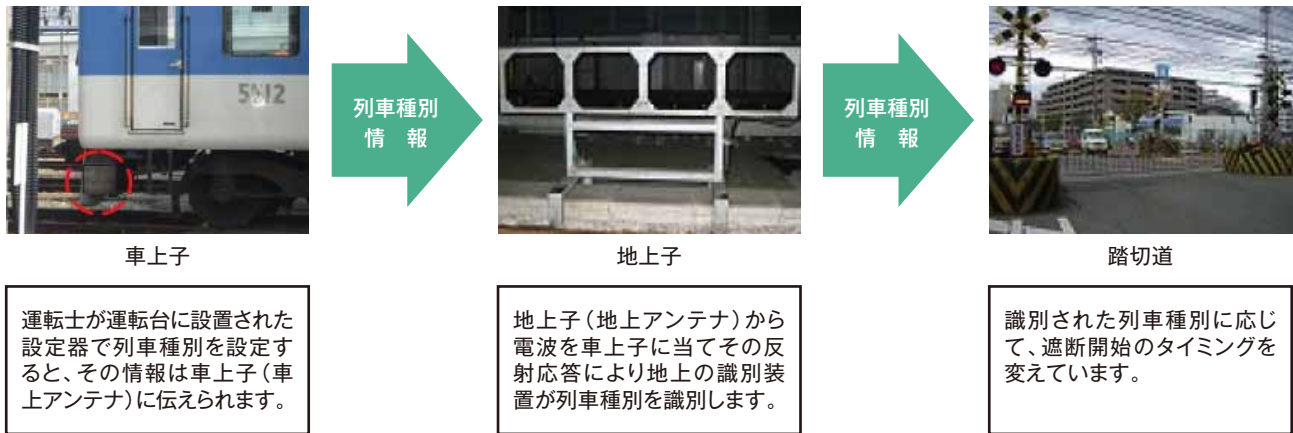 5512
列車種別
情 報
列車種別
情 報
車上子
地上子
踏切道
運転士が運転台に設置された
設定器で列車種別を設定す
ると、その情報は車上子(車
上アンテナ)に伝えられます。
地上子(地上アンテナ)から
電波を車上子に当てその反
射応答により地上の識別装
置が列車種別を識別します。
識別された列車種別に応じ
て、遮断開始のタイミングを
変えています。